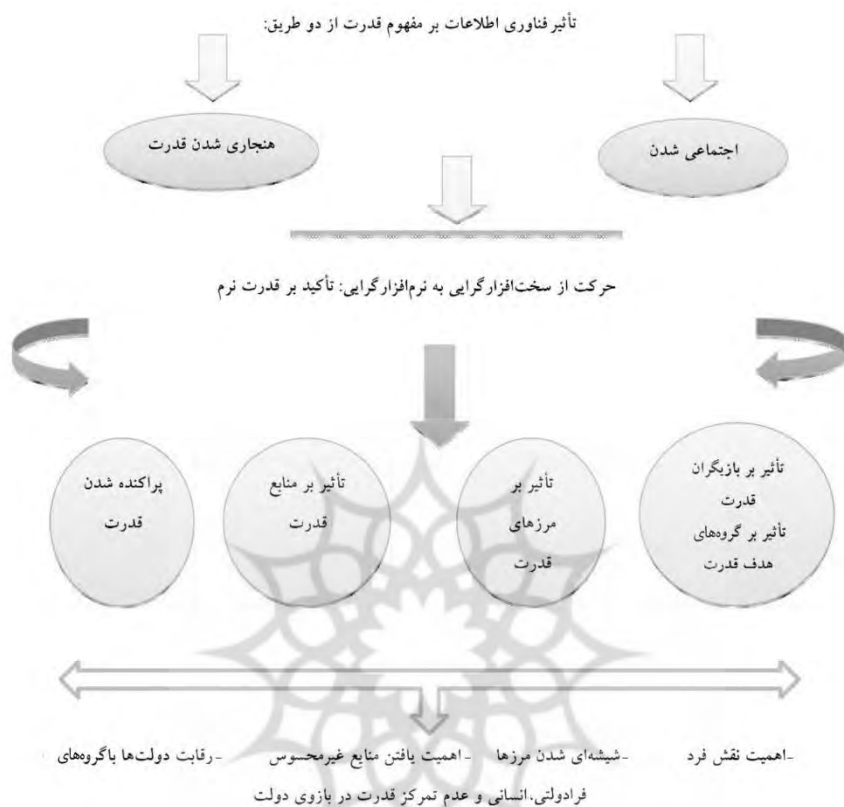 تأثیر فناوری اطلاعات بر مفهوم قدرت از دو طریق:
اجتماعی شدن
هنجاری شدن قدرت
حرکت از سخت‌افزارگرایی به نرم‌افزارگرایی: تأکید بر قدرت نرم
تأثیر بر بازیگران
قدرت
تأثیر بر گروه‌های
هدف قدرت
تأثیر بر
مرزهای
قدرت
تأثیر بر منابع
قدرت
پراکنده شدن
قدرت
-اهمیت نقش فرد -شیشه‌ای شدن مرزها -اهمیت یافتن منابع غیرمحسوس -رقابت دولت‌ها باگروه‌های
فرادولتی،انسانی و عدم تمرکز قدرت در بازوی دولت